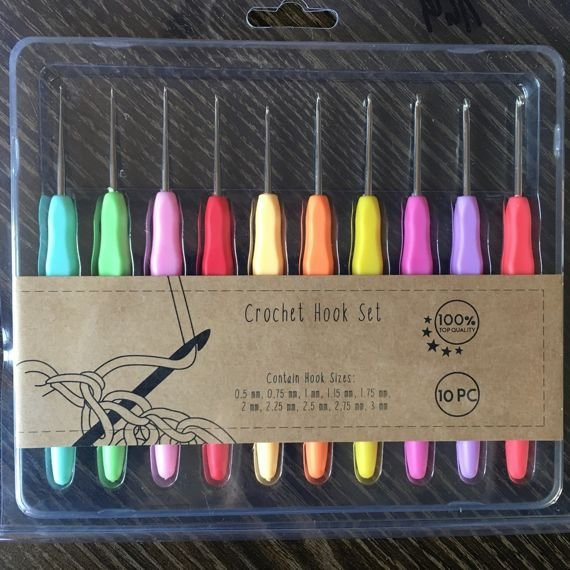 Crochet Hook Set
100%
TOP QUALITY
Contain Hook Sizes:
0.5 mm, 0.75 mm, 1 mm, 1.15 mm, 1.75 mm,
2 mm, 2.25 mm, 2.5 mm, 2.75 mm, 3 mm
10 PC